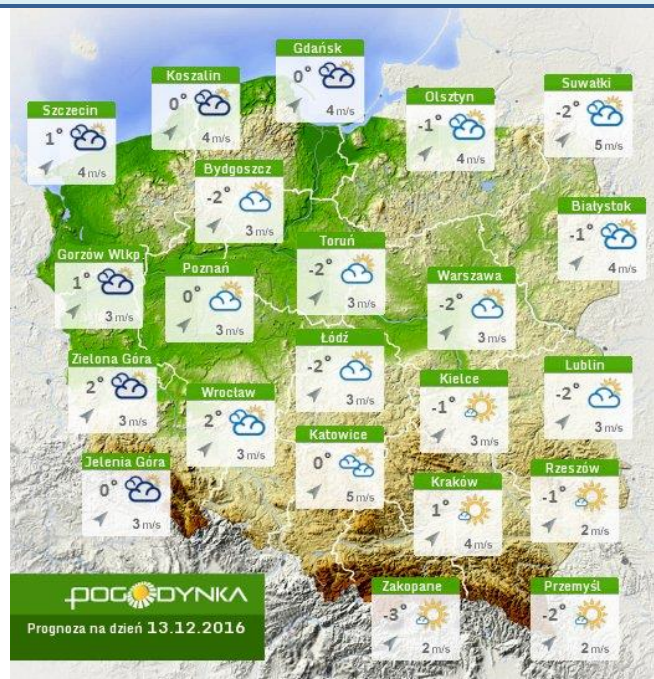 Gdańsk
0°
4 m/s
Koszalin
0°
4 m/s
Suwałki
-2°
5 m/s
Olsztyn
-1°
4 m/s
Szczecin
1°
4 m/s
Bydgoszcz
-2°
3 m/s
Białystok
-1°
4 m/s
Toruń
-2°
3 m/s
Gorzów Wlkp
1°
3 m/s
Poznań
0°
3 m/s
Warszawa
-2°
3 m/s
Łódź
-2°
3 m/s
Zielona Góra
2°
3 m/s
Lublin
-2°
3 m/s
Kielce
-1°
3 m/s
Wrocław
2°
3 m/s
Katowice
0°
5 m/s
Jelenia Góra
0°
3 m/s
Rzeszów
-1°
2 m/s
Kraków
1°
4 m/s
Zakopane
-3°
2 m/s
Przemyśl
-2°
2 m/s
POGODYNKA
Prognoza na dzień 13.12.2016